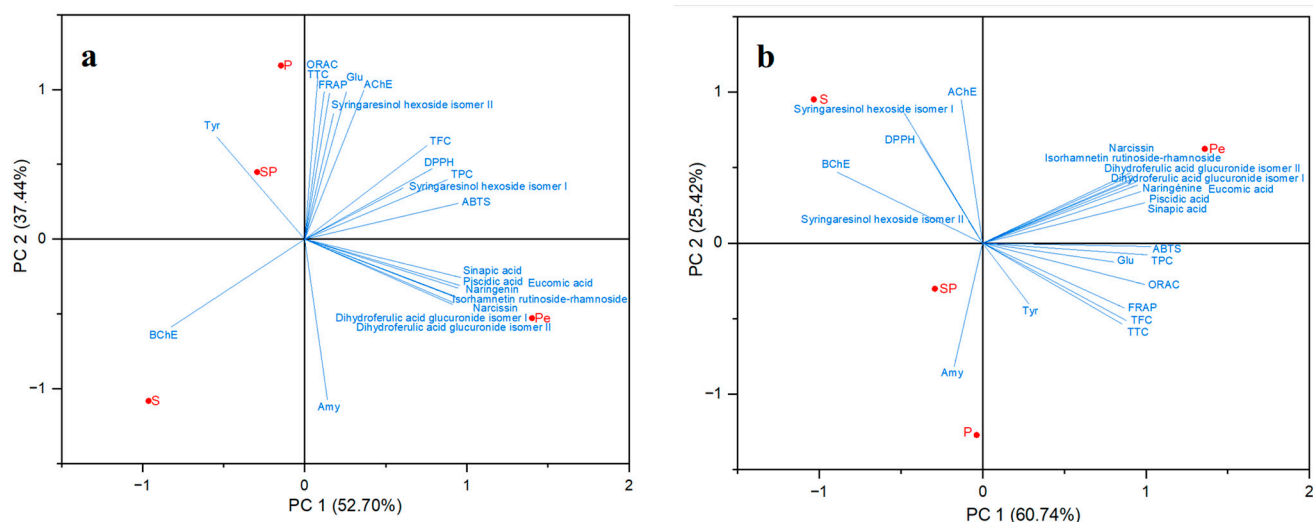 a
P
ORAC
TTC
Glu
FRAP
AChE
Syringaresinol hexoside isomer II
Tyr
TFC
SP
DPPH
TPC
Syringaresinol hexoside isomer I
ABTS
Sinapic acid
Piscidic acid
Eucomic acid
Naringenin
Isorhamnetin rutinoside-rhamnoside
Narcissin
Dihydroferulic acid glucuronide isomer I
Pe
Dihydroferulic acid glucuronide isomer II
BChE
S
Amy
1
0
−1
−1
0
1
2
PC 2 (37.44%)
PC 1 (52.70%)
b
S
AChE
Syringaresinol hexoside isomer I
DPPH
BChE
Pe
Narcissin
Isorhamnetin rutinoside-rhamnoside
Dihydroferulic acid glucuronide isomer II
Dihydroferulic acid glucuronide isomer I
Naringénine
Eucomic acid
Piscidic acid
Sinapic acid
Syringaresinol hexoside isomer II
ABTS
TPC
Glu
ORAC
SP
Tyr
FRAP
TFC
TTC
Amy
P
1
0
−1
−1
0
1
2
PC 2 (25.42%)
PC 1 (60.74%)